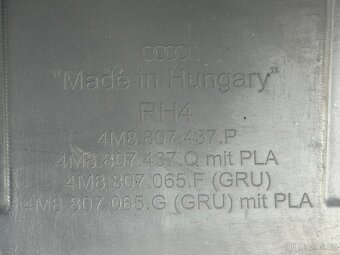 "Made in Hungary"
RH4
4M8.807.437.P
4M8.807.437.Q mit PLA
4M8.807.065.F (GRU)
4M8.807.065.G (GRU) mit PLA